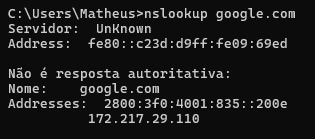 C:\Users\Matheus>nslookup google.com
Servidor:  UnKnown
Address:  fe80::c23d:d9ff:fe09:69ed

Não é resposta autoritativa:
Nome:    google.com
Addresses:  2800:3f0:4001:835::200e
          172.217.29.110